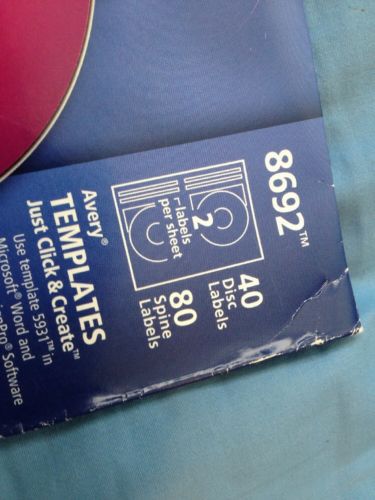 8692™
40
Disc
Labels
80
Spine
Labels
2
labels
per sheet
Avery®
TEMPLATES
Just Click & Create™
Use template 5931™ in
Microsoft® Word and
Pro® Software